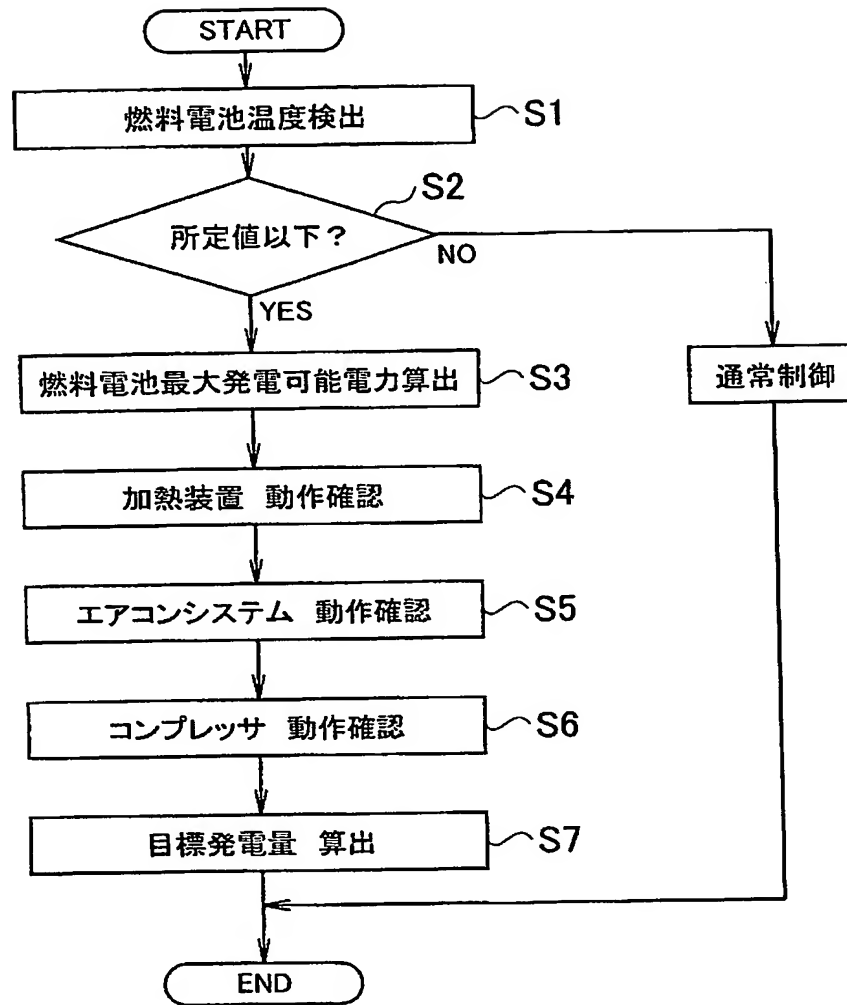 START
燃料電池温度検出
S1
S2
所定値以下?
NO
YES
燃料電池最大発電可能電力算出
S3
通常制御
加熱装置 動作確認
S4
エアコンシステム 動作確認
S5
コンプレッサ 動作確認
S6
目標発電量 算出
S7
END